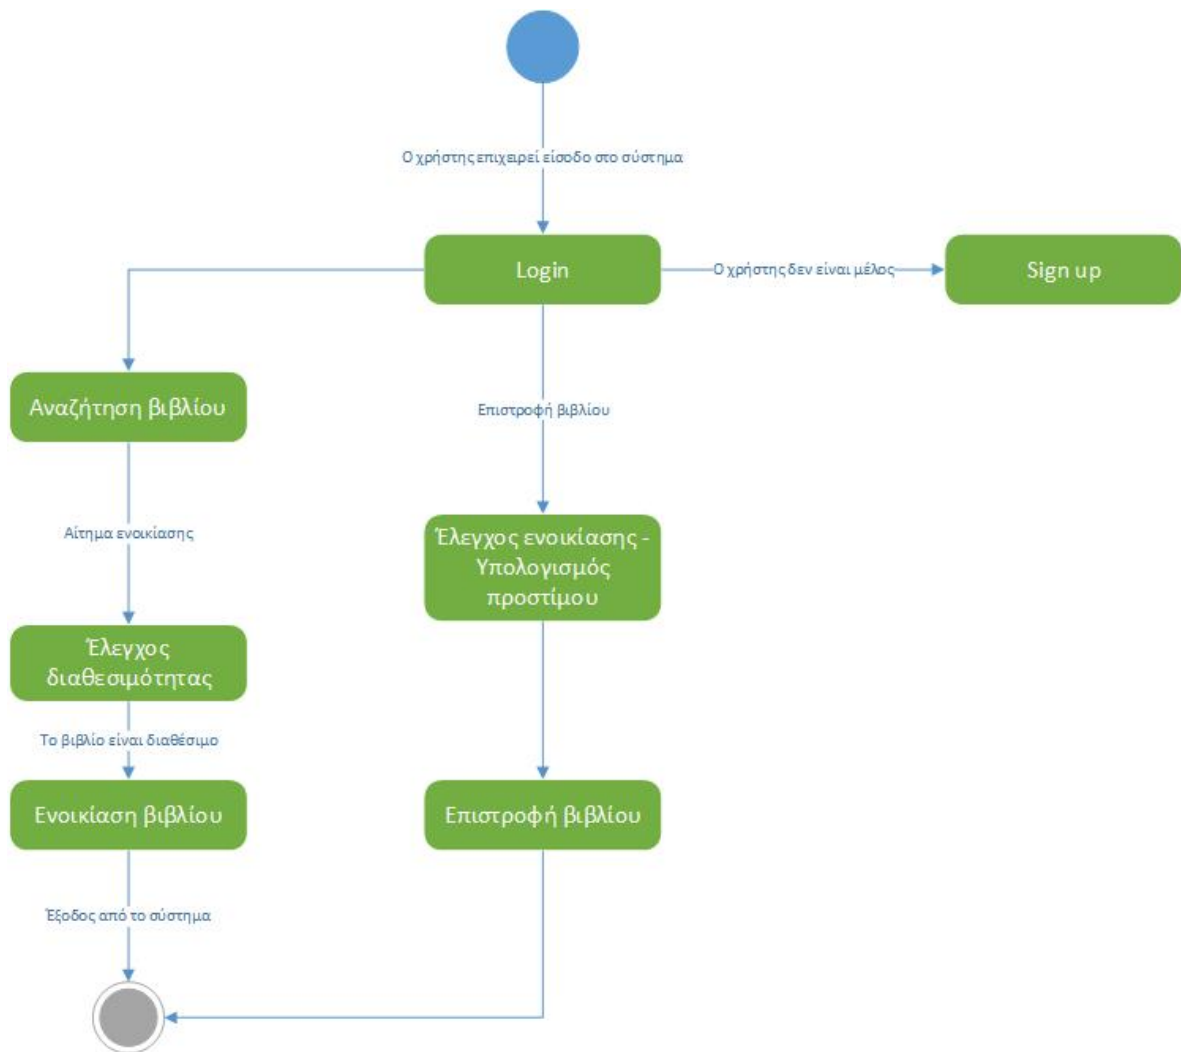 Ο χρήστης επιχειρεί είσοδο στο σύστημα
Login
Ο χρήστης δεν είναι μέλος
Sign up
Αναζήτηση βιβλίου
Επιστροφή βιβλίου
Αίτημα ενοικίασης
Έλεγχος ενοικίασης -
Υπολογισμός
προστίμου
Έλεγχος
διαθεσιμότητας
Το βιβλίο είναι διαθέσιμο
Ενοικίαση βιβλίου
Επιστροφή βιβλίου
Έξοδος από το σύστημα